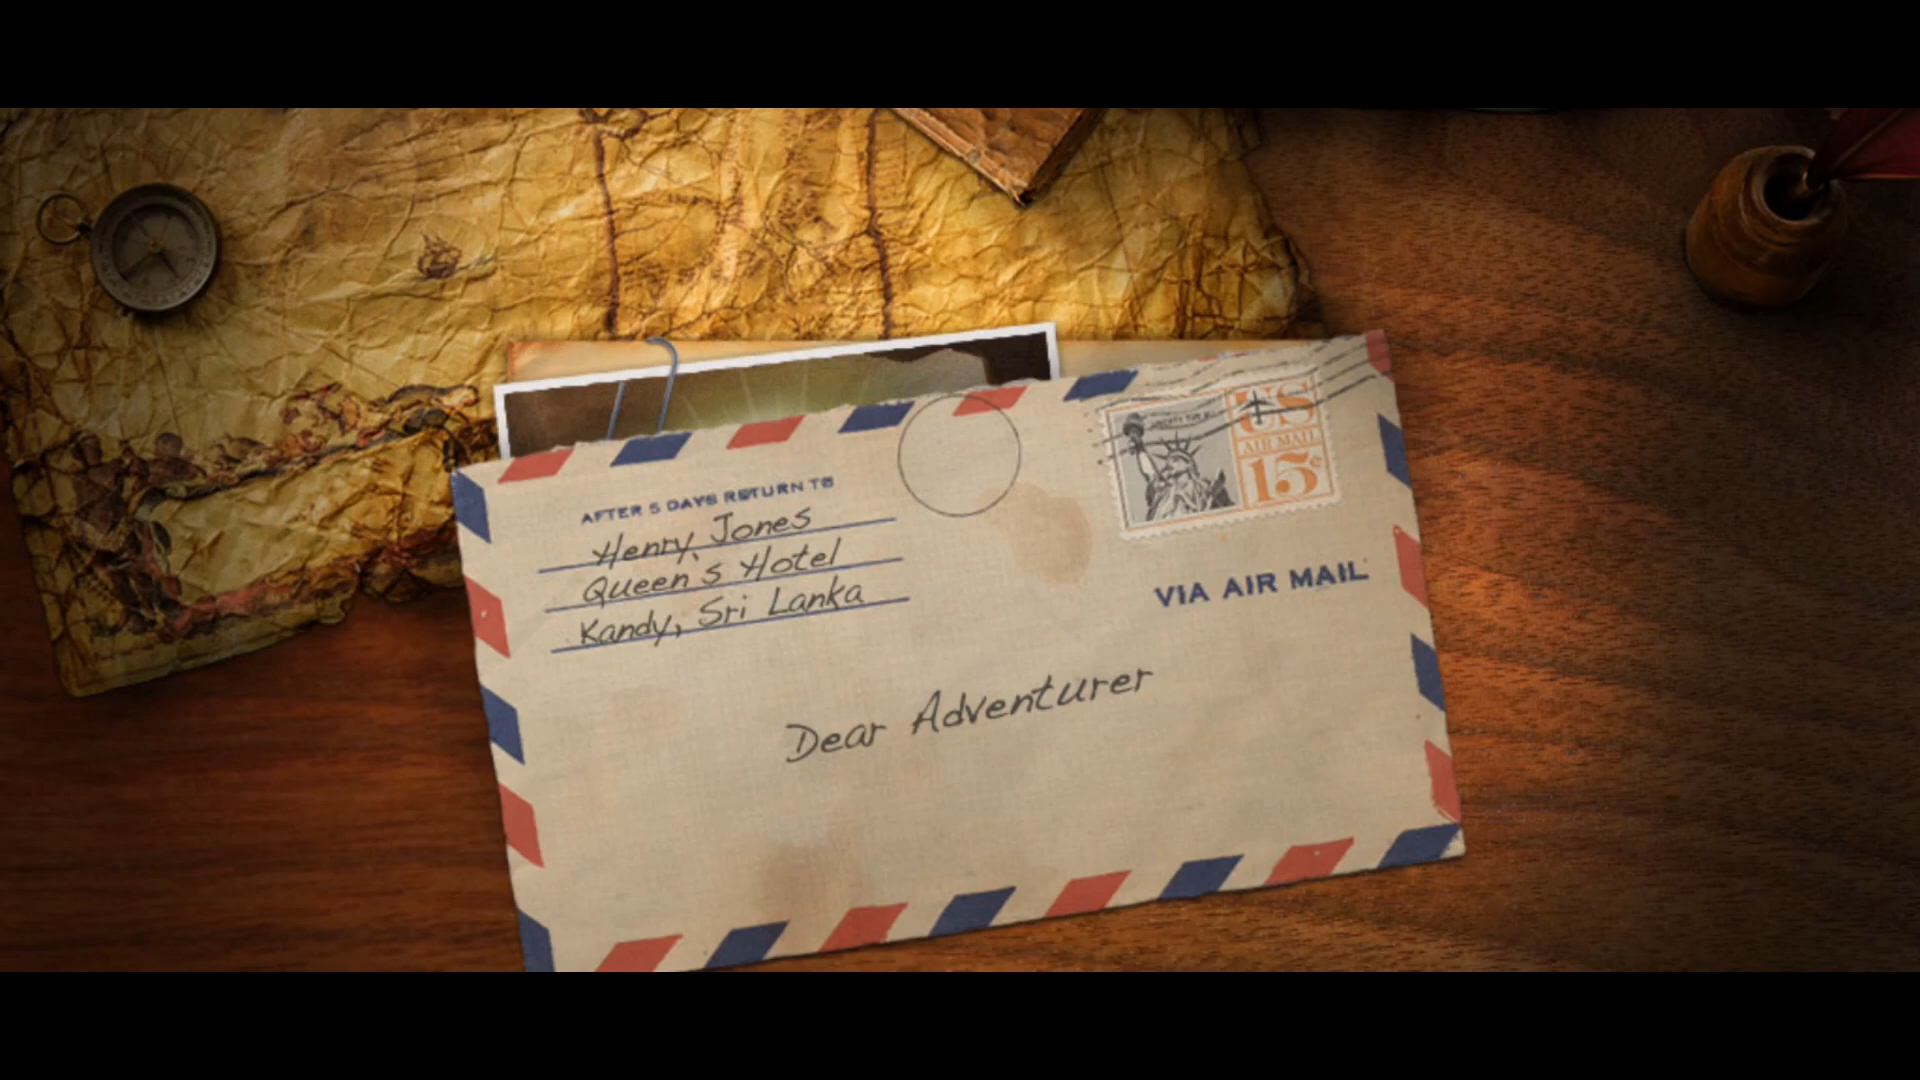 AFTER 5 DAYS RETURN TO
Henry Jones
Queen's Hotel
Kandy, Sri Lanka
US
AIR MAIL
15¢
VIA AIR MAIL
Dear Adventurer